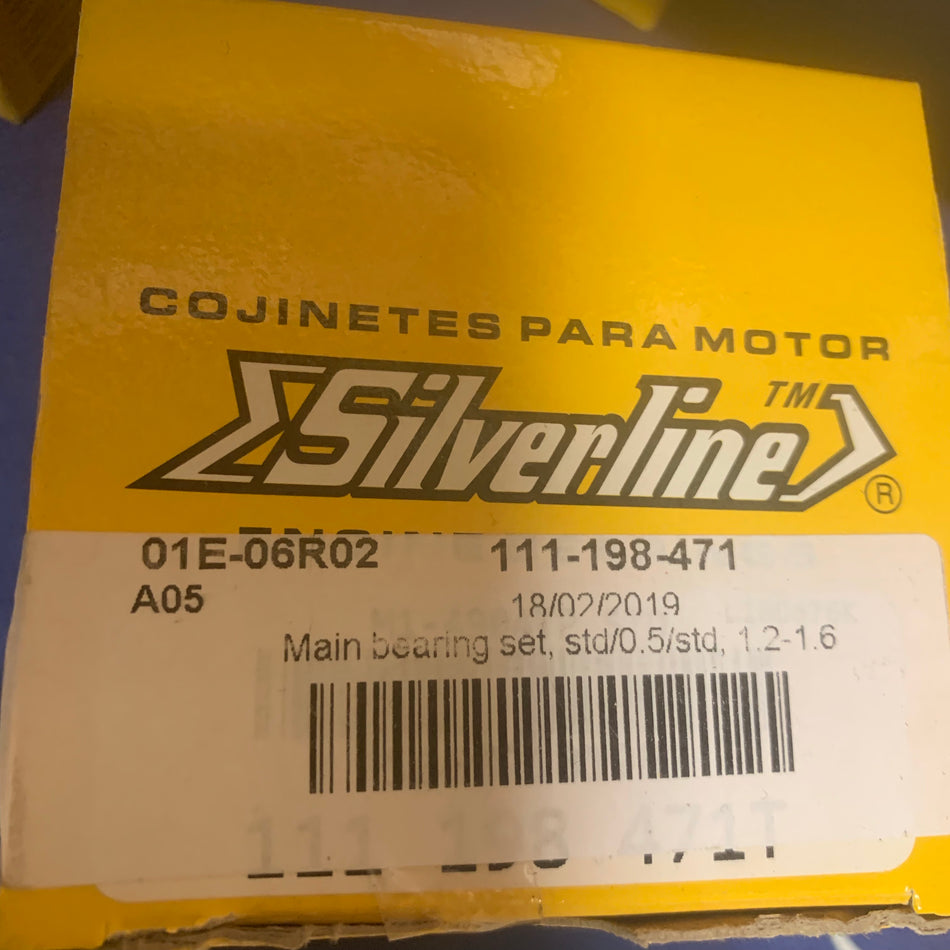 COJINETES PARA MOTOR
Silverline TM ®
01E-06R02 111-198-471
A05 18/02/2019
Main bearing set, std/0.5/std, 1.2-1.6
111 198 471T